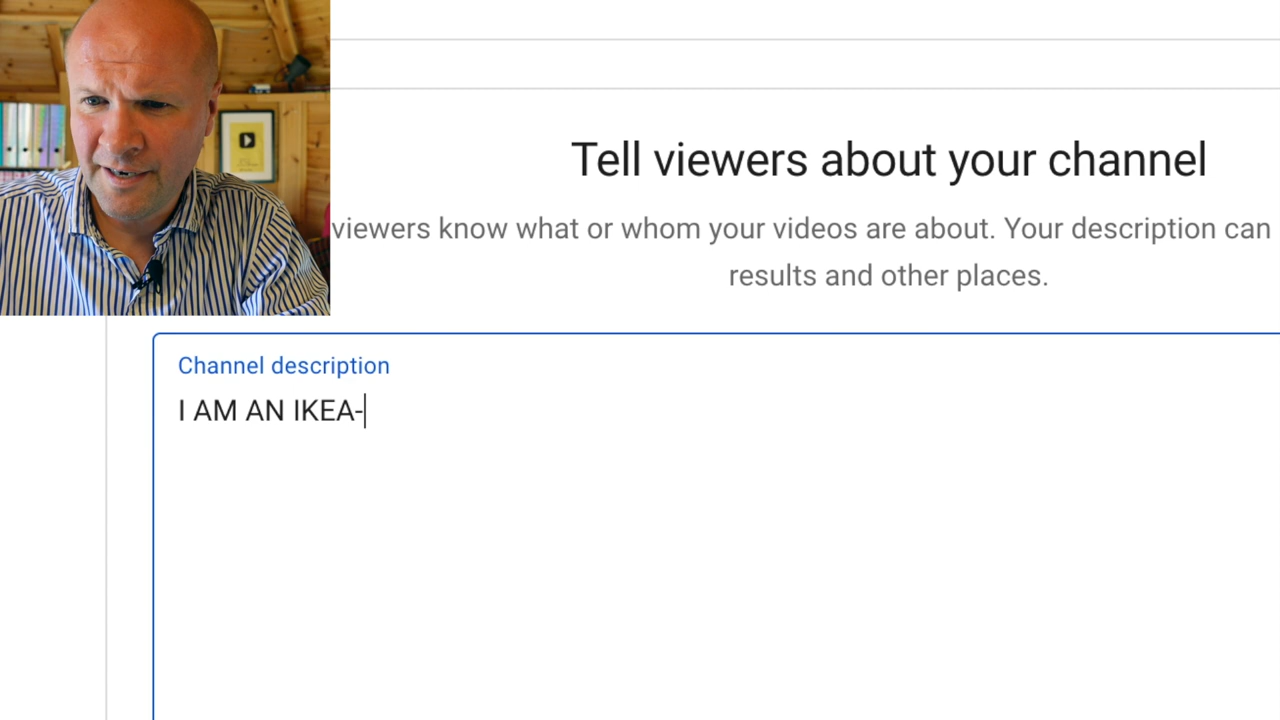 Tell viewers about your channel
viewers know what or whom your videos are about. Your description can
results and other places.
Channel description
I AM AN IKEA-